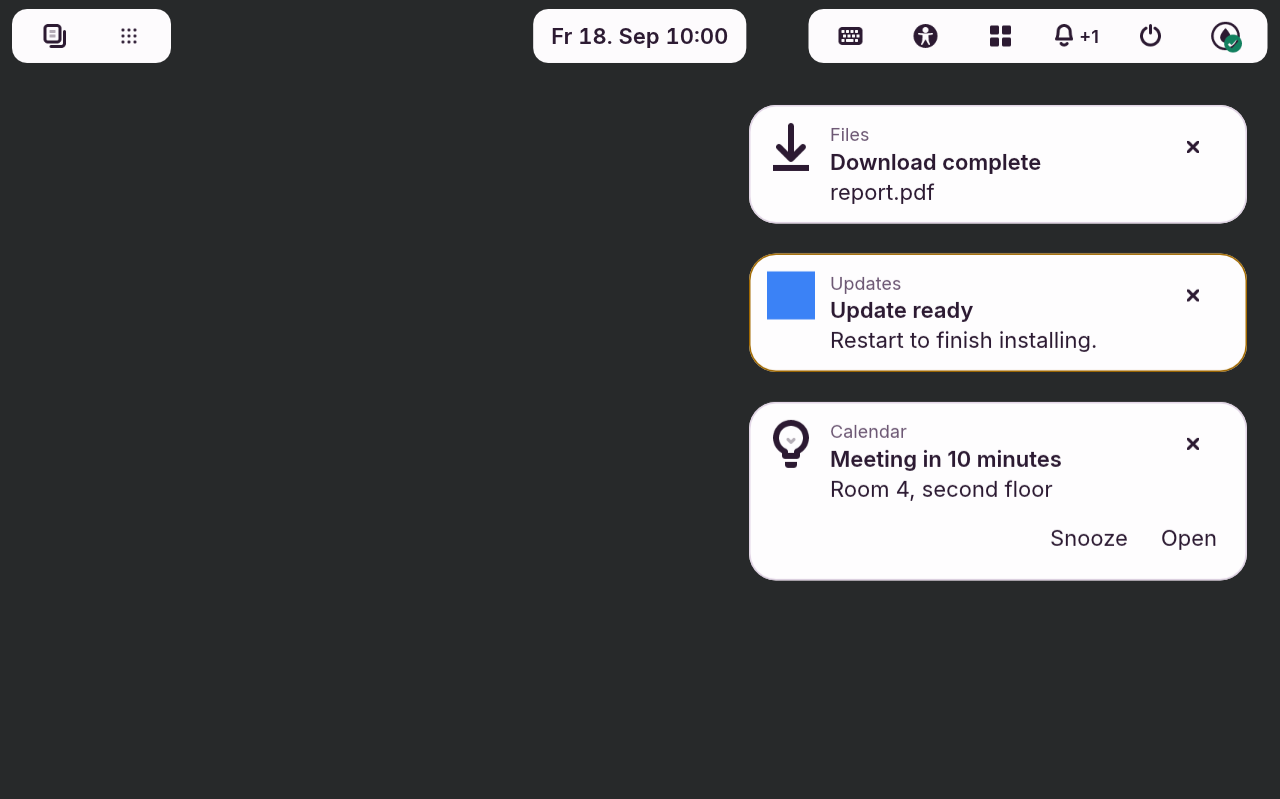 Fr 18. Sep 10:00
+1
Files
Download complete
report.pdf
Updates
Update ready
Restart to finish installing.
Calendar
Meeting in 10 minutes
Room 4, second floor
Snooze Open